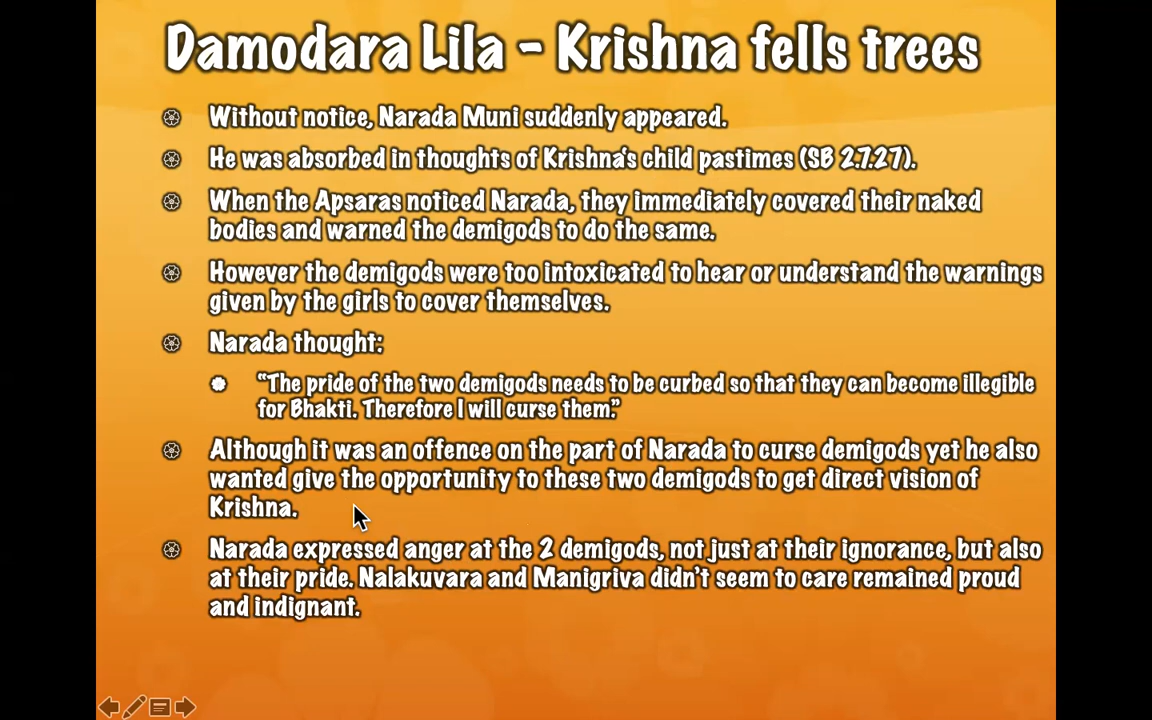 Damodara Lila - Krishna fells trees
Without notice, Narada Muni suddenly appeared.
He was absorbed in thoughts of Krishna's child pastimes (SB 2.7.27).
When the Apsaras noticed Narada, they immediately covered their naked
bodies and warned the demigods to do the same.
However the demigods were too intoxicated to hear or understand the warnings
given by the girls to cover themselves.
Narada thought:
"The pride of the two demigods needs to be curbed so that they can become illegible
for Bhakti. Therefore I will curse them."
Although it was an offence on the part of Narada to curse demigods yet he also
wanted give the opportunity to these two demigods to get direct vision of
Krishna.
Narada expressed anger at the 2 demigods, not just at their ignorance, but also
at their pride. Nalakuvara and Manigriva didn't seem to care remained proud
and indignant.